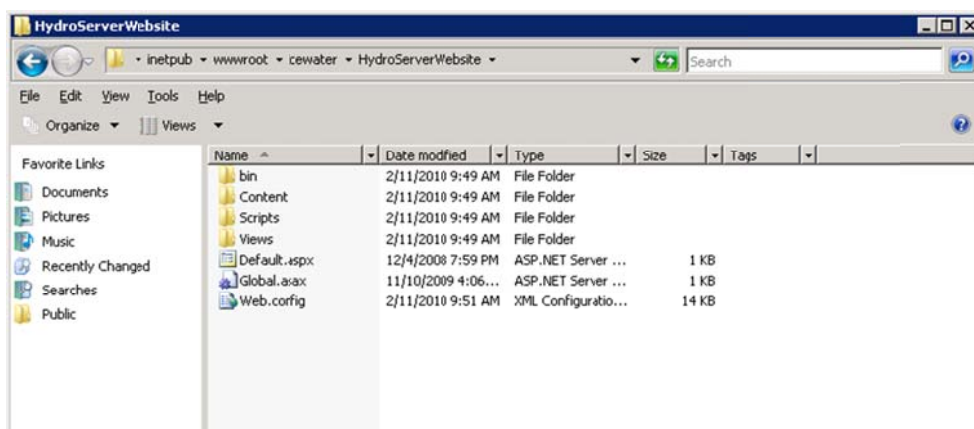 HydroServerWebsite
inetpub wwwroot cewater HydroServerWebsite Search
File Edit View Tools Help
Organize Views
Favorite Links
Documents
Pictures
Music
Recently Changed
Searches
Public
Name Date modified Type Size Tags
bin 2/11/2010 9:49 AM File Folder
Content 2/11/2010 9:49 AM File Folder
Scripts 2/11/2010 9:49 AM File Folder
Views 2/11/2010 9:49 AM File Folder
Default.aspx 12/4/2008 7:59 PM ASP.NET Server ... 1 KB
Global.asax 11/10/2009 4:06... ASP.NET Server ... 1 KB
Web.config 2/11/2010 9:51 AM XML Configuratio... 14 KB